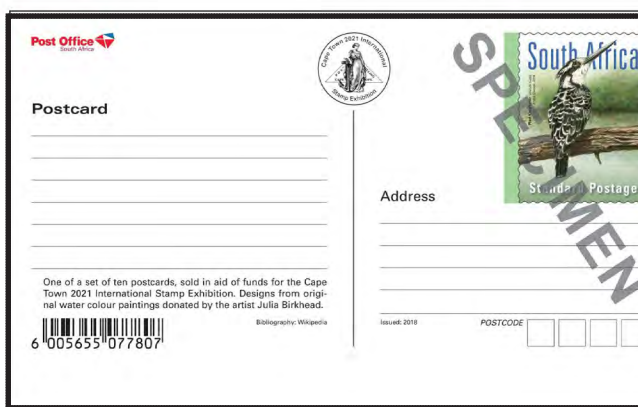 Post Office
South Africa
Cape Town 2021 International
Stamp Exhibition
Postcard
One of a set of ten postcards, sold in aid of funds for the Cape
Town 2021 International Stamp Exhibition. Designs from origi-
nal water colour paintings donated by the artist Julia Birkhead.
Bibliography: Wikipedia
6 005655 077807
South Africa
Standard Postage
SPECIMEN
Address
Issued: 2018
POSTCODE